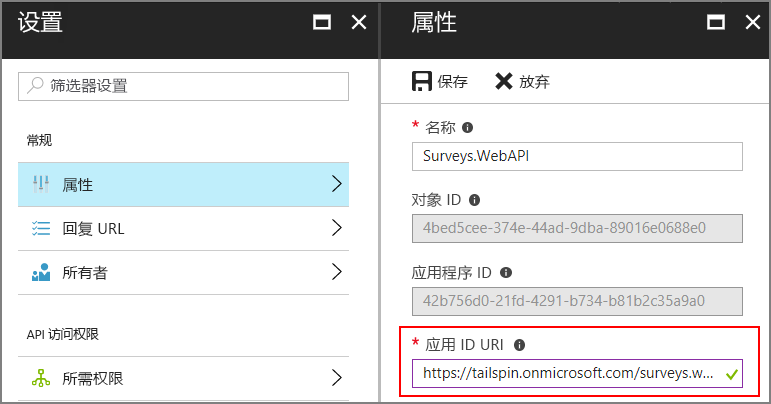 设置
筛选器设置
常规
属性
回复 URL
所有者
API 访问权限
所需权限
属性
保存 放弃
* 名称
Surveys.WebAPI
对象 ID
4bed5cee-374e-44ad-9dba-89016e0688e0
应用程序 ID
42b756d0-21fd-4291-b734-b81b2c35a9a0
* 应用 ID URI
https://tailspin.onmicrosoft.com/surveys.w...